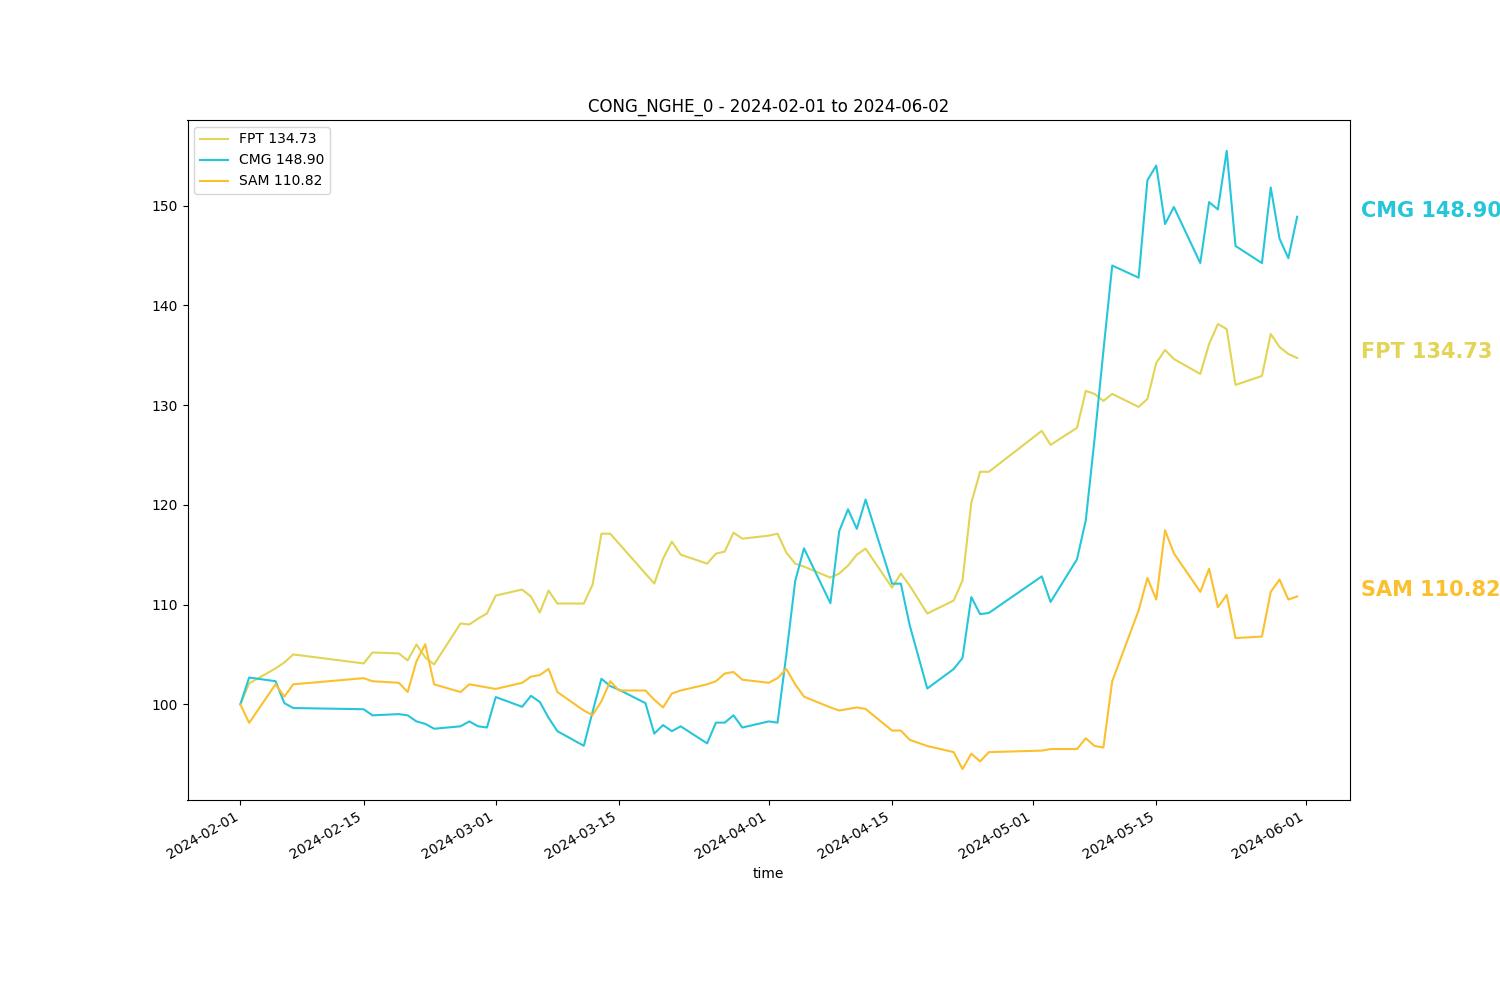 CONG_NGHE_0 - 2024-02-01 to 2024-06-02
FPT 134.73
CMG 148.90
SAM 110.82
150
140
130
120
110
100
CMG 148.90
FPT 134.73
SAM 110.82
2024-02-01
2024-02-15
2024-03-01
2024-03-15
2024-04-01
2024-04-15
2024-05-01
2024-05-15
2024-06-01
time